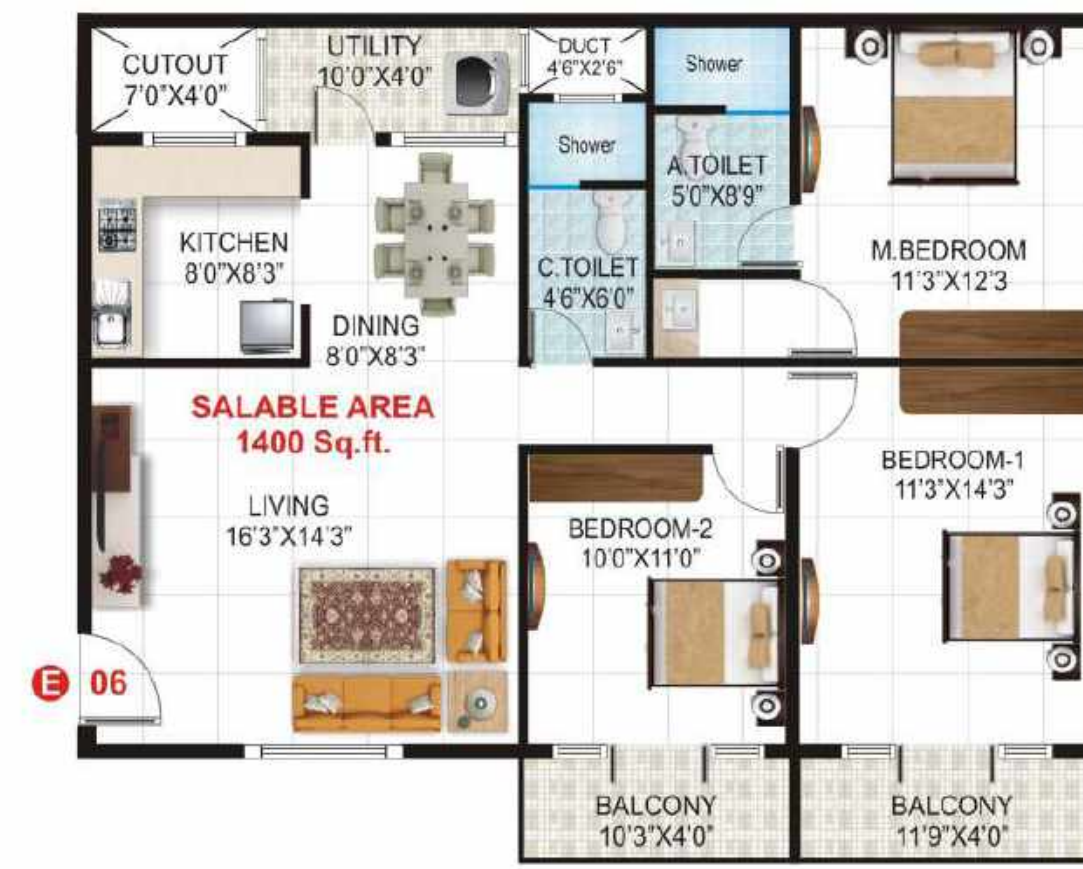 CUTOUT
7'0"X4'0"
UTILITY
10'0"X4'0"
DUCT
4'6"X2'6"
Shower
Shower
A.TOILET
5'0"X8'9"
KITCHEN
8'0"X8'3"
C.TOILET
4'6"X6'0"
M.BEDROOM
11'3"X12'3
DINING
8'0"X8'3"
SALABLE AREA
1400 Sq.ft.
LIVING
16'3"X14'3"
BEDROOM-1
11'3"X14'3"
BEDROOM-2
10'0"X11'0"
E 06
BALCONY
10'3"X4'0"
BALCONY
11'9"X4'0"